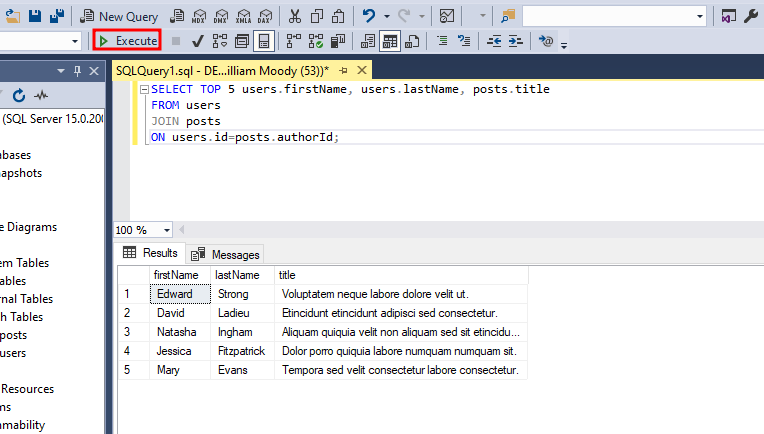 New Query
MDX DMX XMLA DAX
Execute
SQLQuery1.sql - DE...illiam Moody (53))*
(SQL Server 15.0.200
abases
napshots
e Diagrams
em Tables
ables
rnal Tables
h Tables
posts
users
Resources
ms
mmability
SELECT TOP 5 users.firstName, users.lastName, posts.title
FROM users
JOIN posts
ON users.id=posts.authorId;
100 %
Results Messages
firstName lastName title
1 Edward Strong Voluptatem neque labore dolore velit ut.
2 David Ladieu Etincidunt etincidunt adipisci sed consectetur.
3 Natasha Ingham Aliquam quiquia velit non aliquam sed sit etincidu...
4 Jessica Fitzpatrick Dolor porro quiquia labore numquam numquam sit.
5 Mary Evans Tempora sed velit consectetur labore consectetur.